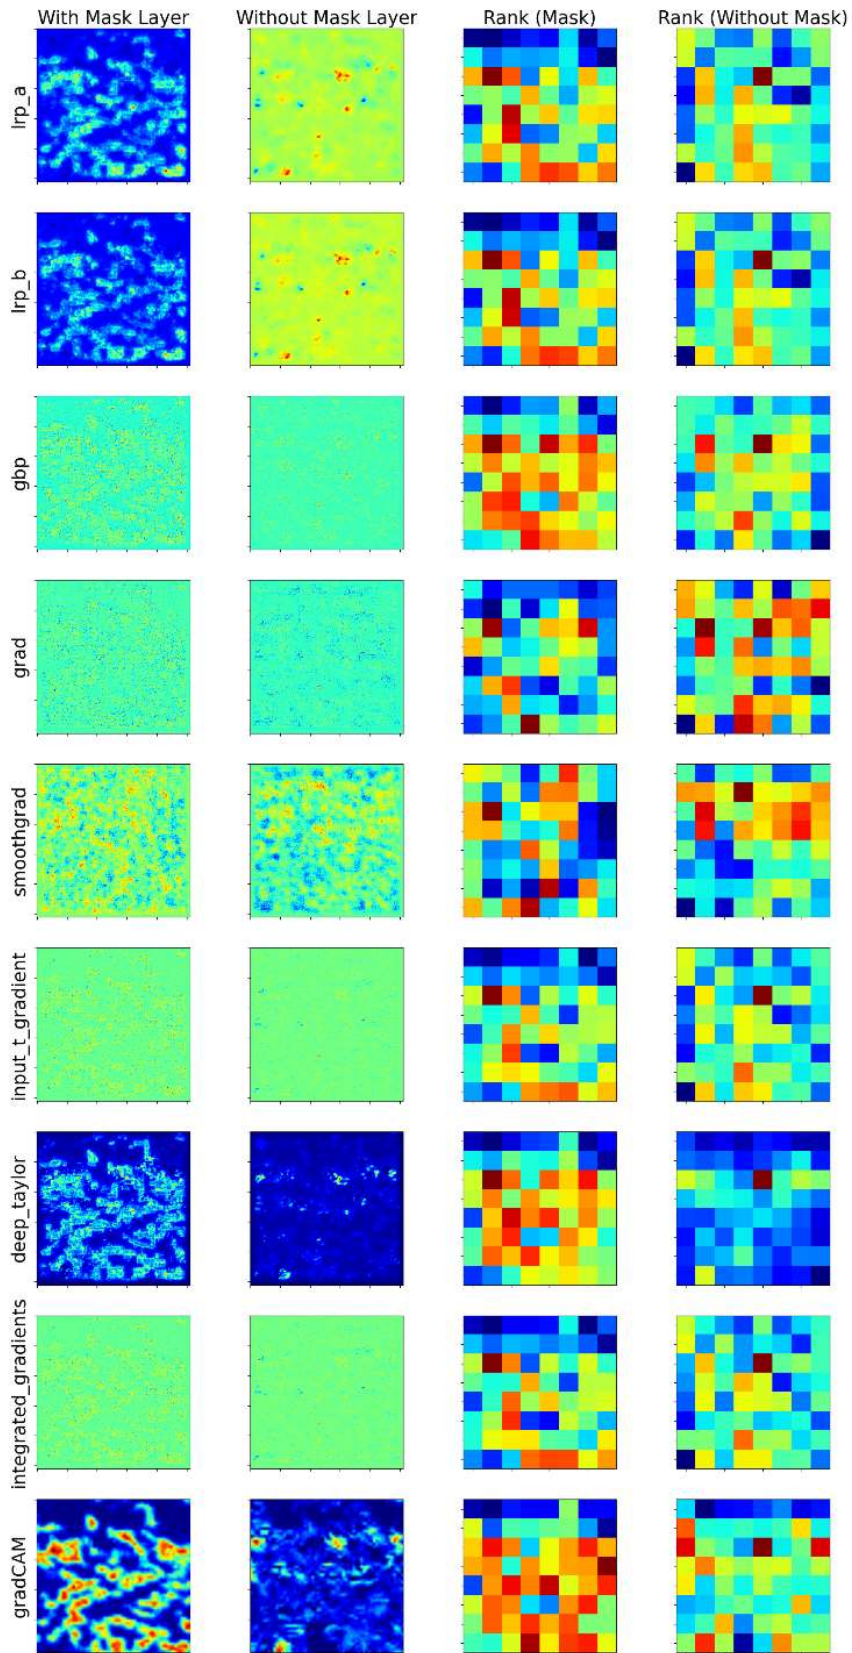 With Mask Layer
Without Mask Layer
Rank (Mask)
Rank (Without Mask)
lrp_a
lrp_b
gbp
grad
smoothgrad
input_t_gradient
deep_taylor
integrated_gradients
gradCAM